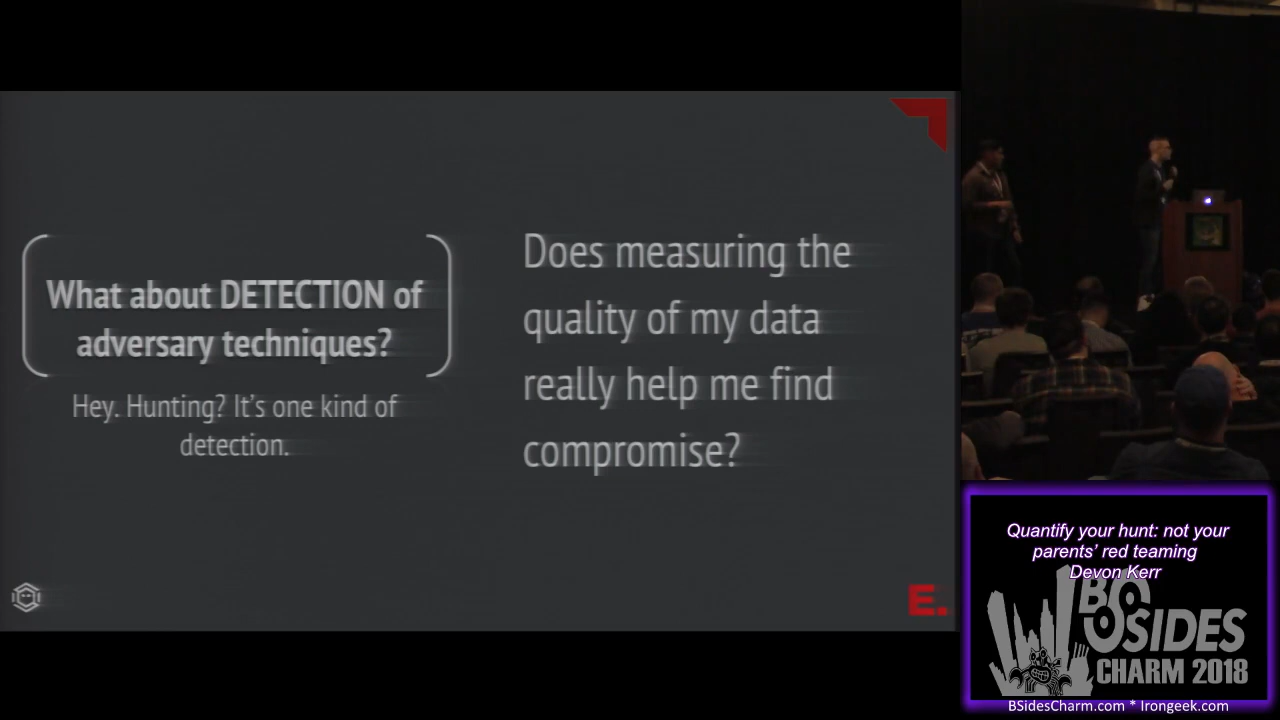 What about DETECTION of
adversary techniques?
Hey. Hunting? It's one kind of
detection.
Does measuring the
quality of my data
really help me find
compromise?
E.
Quantify your hunt: not your
parents' red teaming
Devon Kerr
BSIDES
CHARM 2018
BSidesCharm.com * Irongeek.com